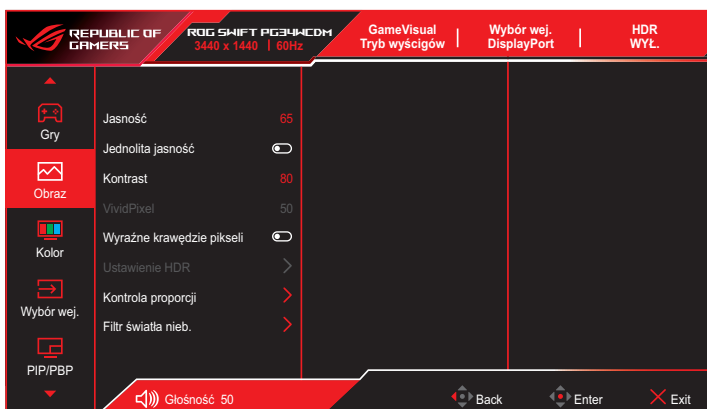 REPUBLIC OF
GAMERS
ROG SWIFT PG34WCDM
3440 x 1440 | 60Hz
GameVisual
Tryb wyścigów
Wybór wej.
DisplayPort
HDR
WYŁ.
Gry
Obraz
Kolor
Wybór wej.
PIP/PBP
Jasność 65
Jednolita jasność
Kontrast 80
VividPixel 50
Wyraźne krawędzie pikseli
Ustawienie HDR
Kontrola proporcji
Filtr światła nieb.
Głośność 50
Back
Enter
Exit